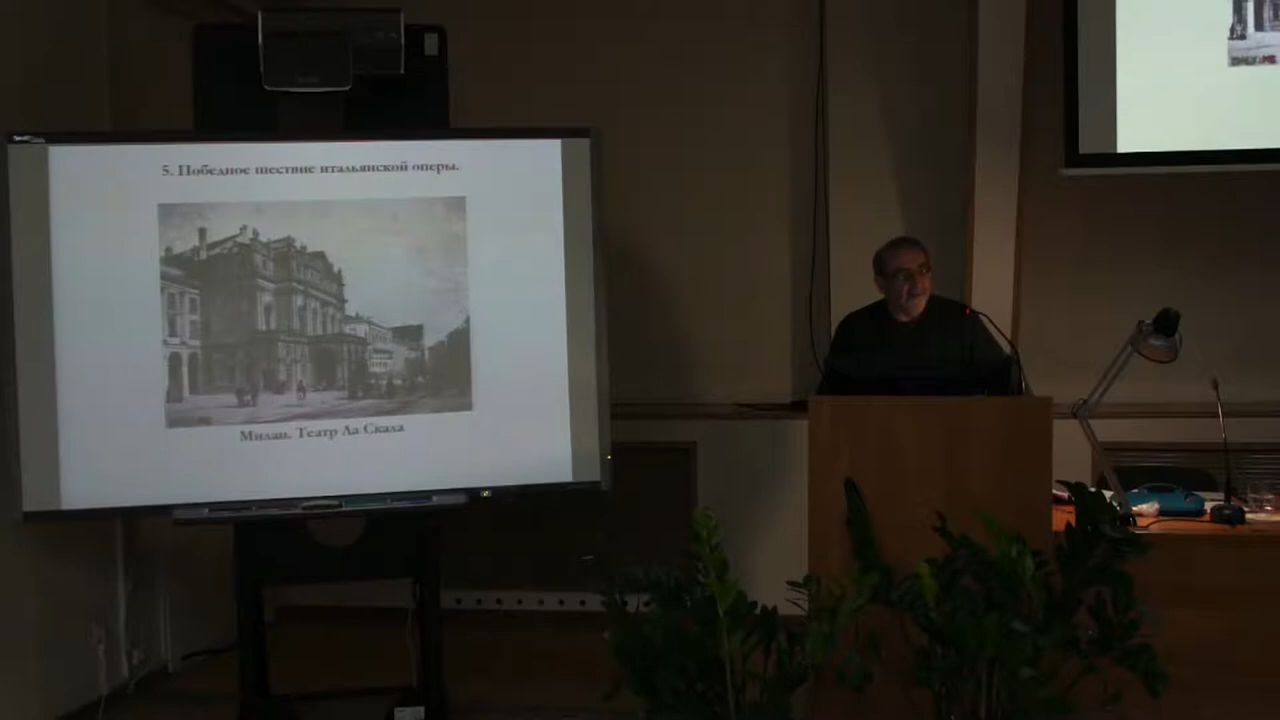 5. Победное шествие итальянской оперы.
Милан. Театр Ла Скала